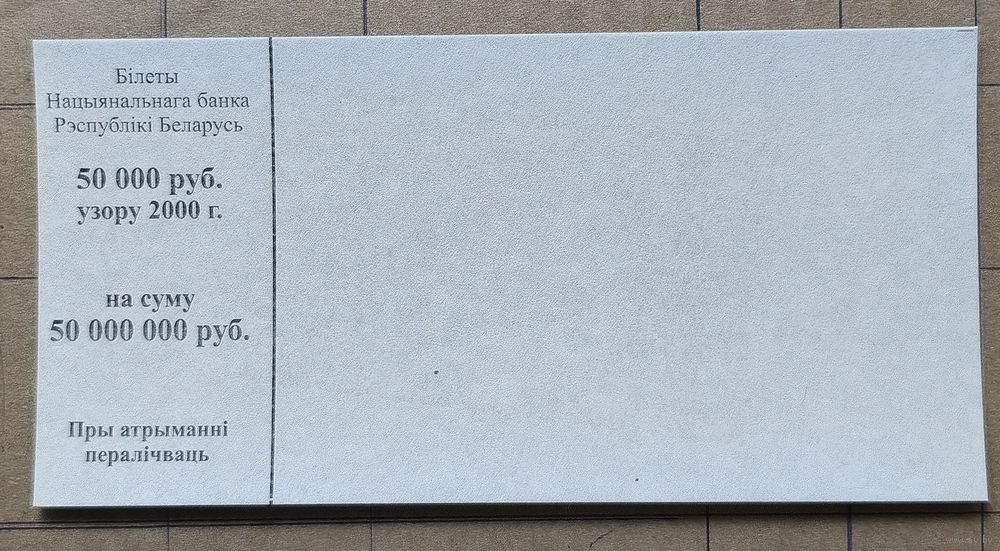 Білеты
Нацыянальнага банка
Рэспублікі Беларусь
50 000 руб.
узору 2000 г.
на суму
50 000 000 руб.
Пры атрыманні
пералічваць